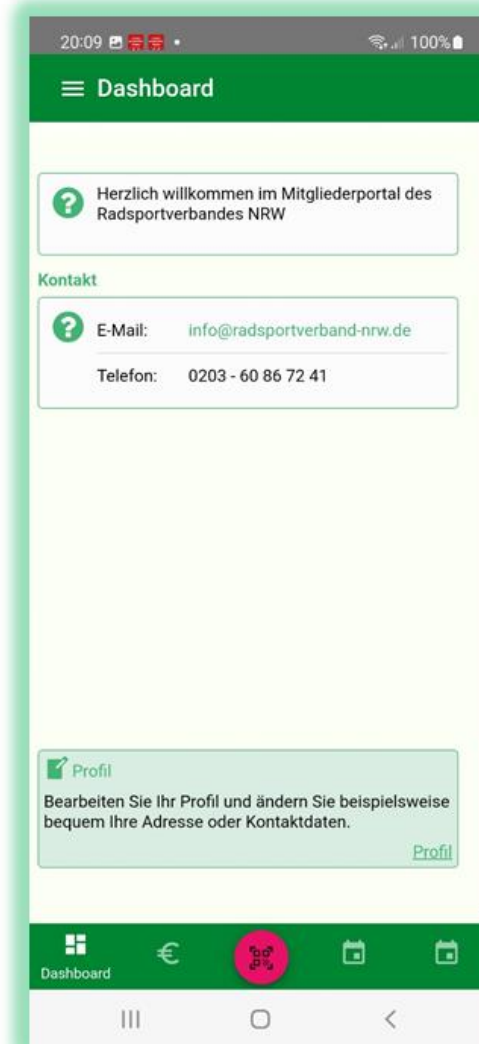 20:09
100%
Dashboard
Herzlich willkommen im Mitgliederportal des
Radsportverbandes NRW
Kontakt
E-Mail: info@radsportverband-nrw.de
Telefon: 0203 - 60 86 72 41
Profil
Bearbeiten Sie Ihr Profil und ändern Sie beispielsweise
bequem Ihre Adresse oder Kontaktdaten.
Profil
Dashboard